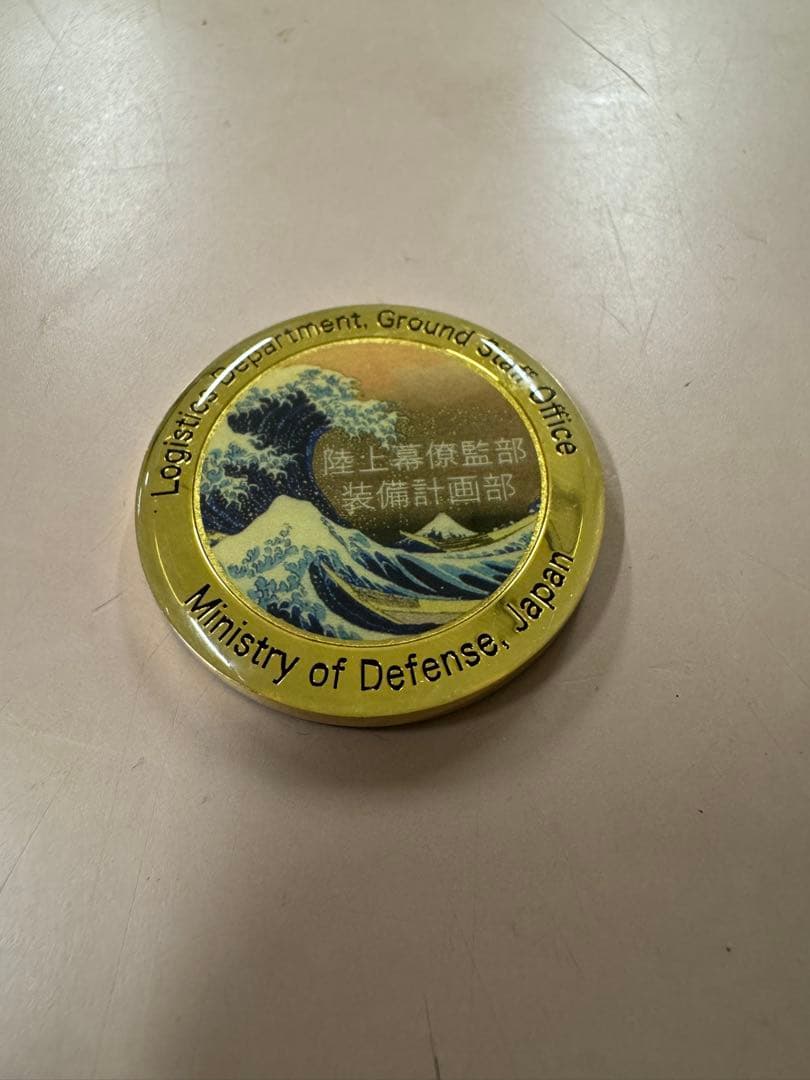 Logistics Department, Ground Staff Office
陸上幕僚監部
装備計画部
Ministry of Defense, Japan